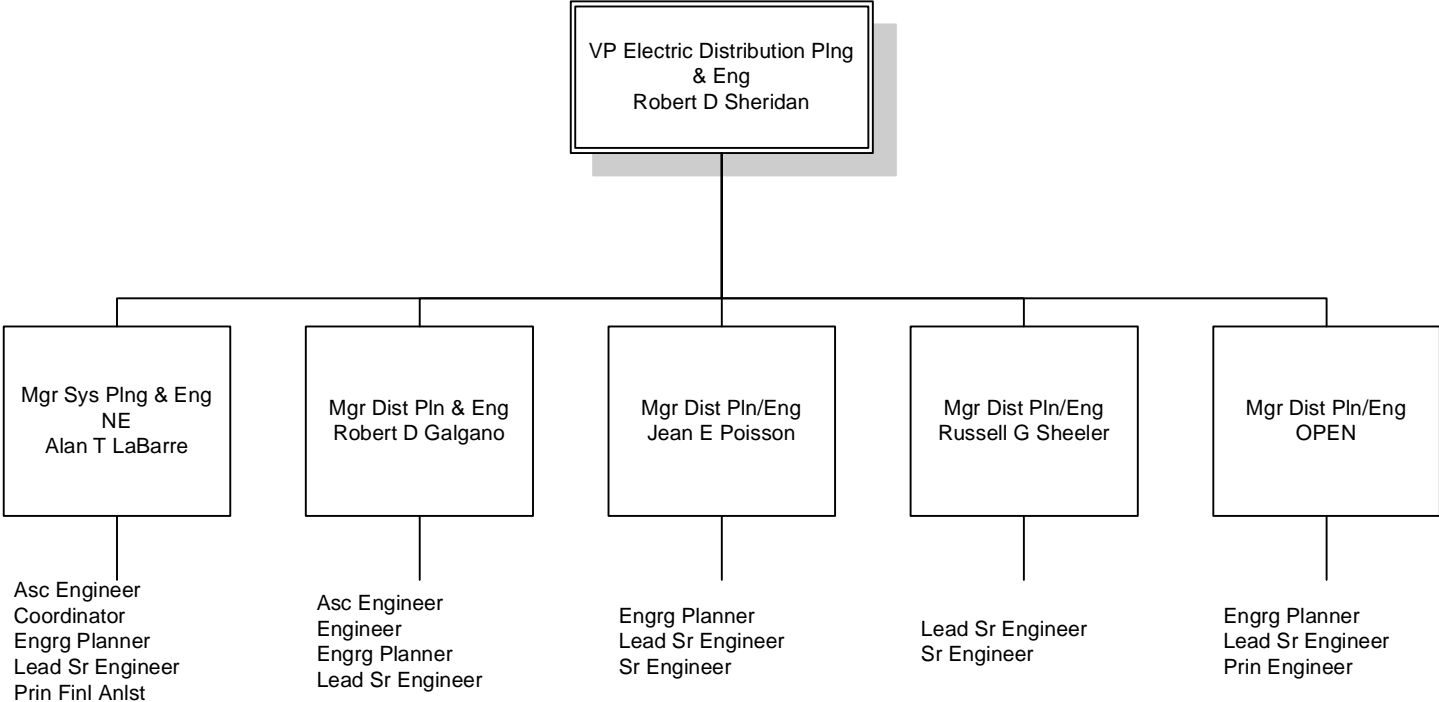 VP Electric Distribution Plng
& Eng
Robert D Sheridan
Mgr Sys Plng & Eng
NE
Alan T LaBarre
Mgr Dist Pln & Eng
Robert D Galgano
Mgr Dist Pln/Eng
Jean E Poisson
Mgr Dist Pln/Eng
Russell G Sheeler
Mgr Dist Pln/Eng
OPEN
Asc Engineer
Coordinator
Engrg Planner
Lead Sr Engineer
Prin Finl Anlst
Asc Engineer
Engineer
Engrg Planner
Lead Sr Engineer
Engrg Planner
Lead Sr Engineer
Sr Engineer
Lead Sr Engineer
Sr Engineer
Engrg Planner
Lead Sr Engineer
Prin Engineer